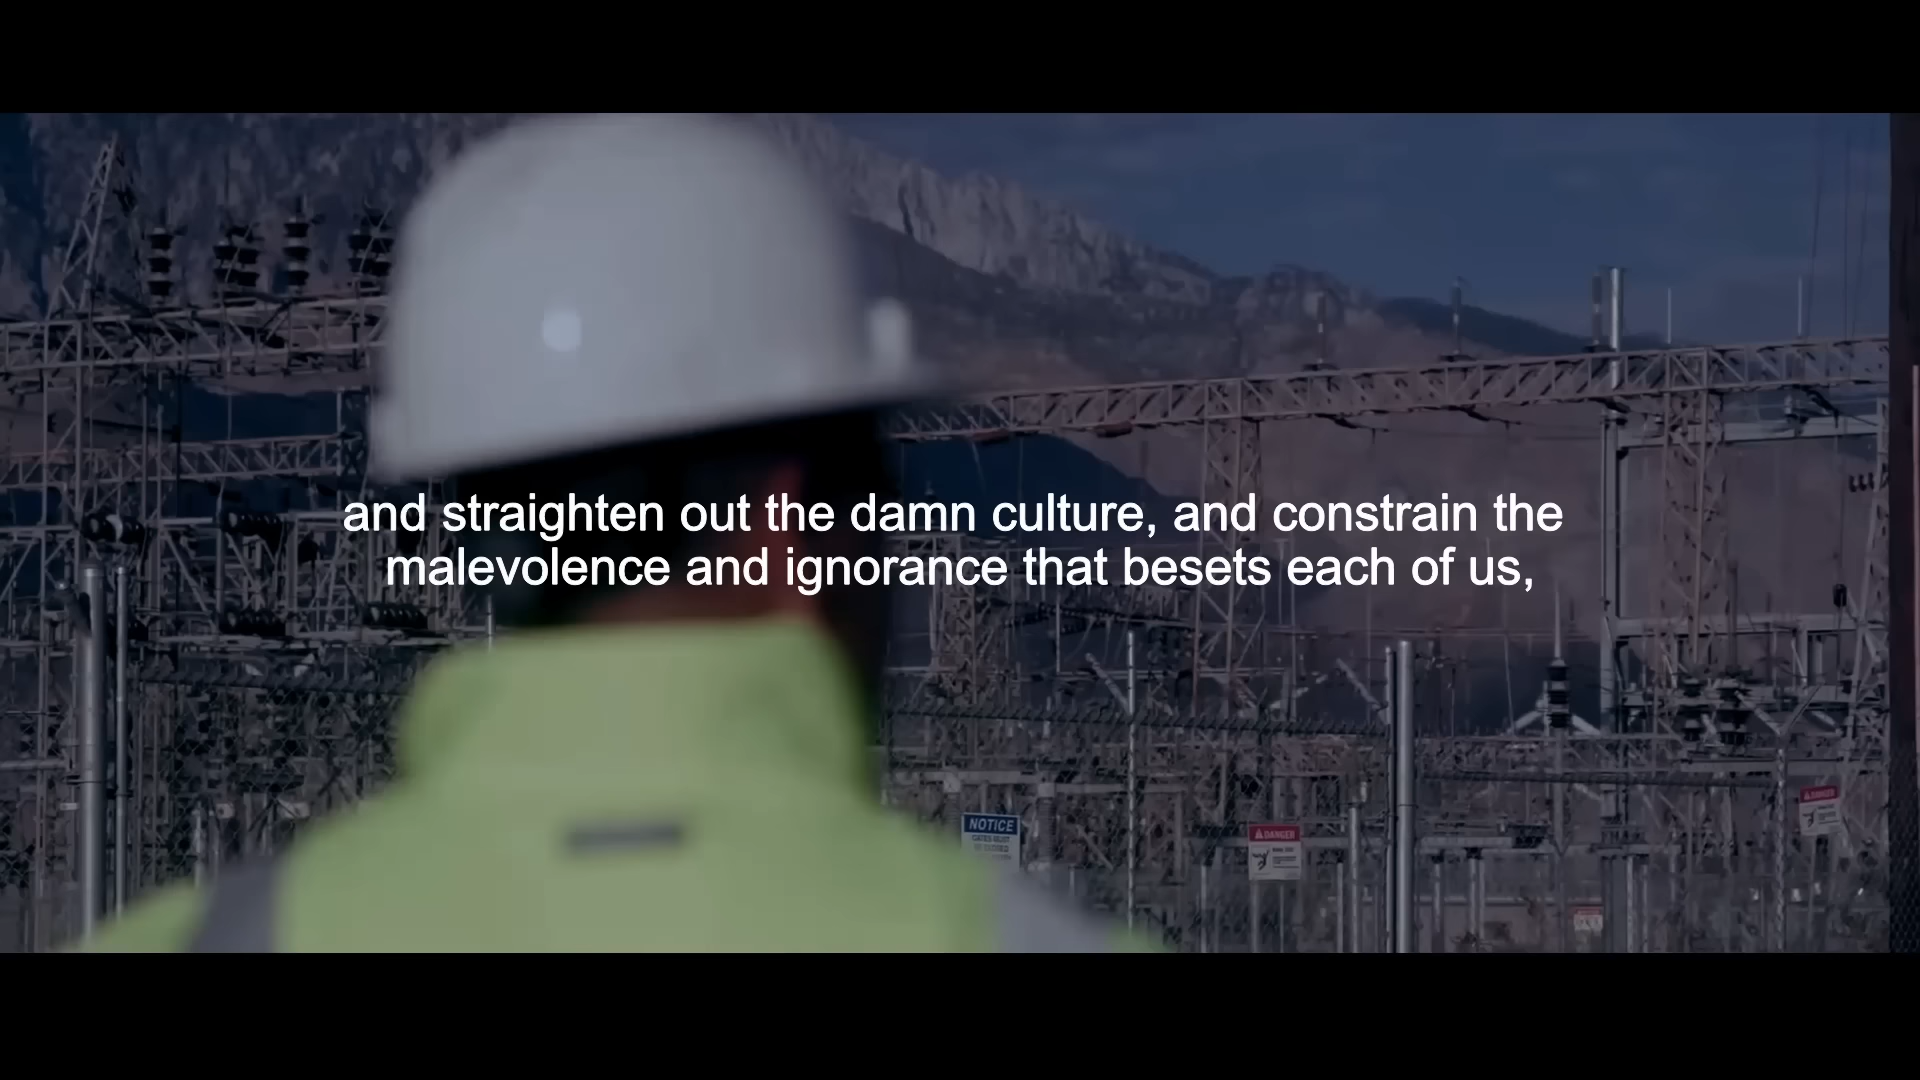 and straighten out the damn culture, and constrain the
malevolence and ignorance that besets each of us,
NOTICE
DANGER
DANGER